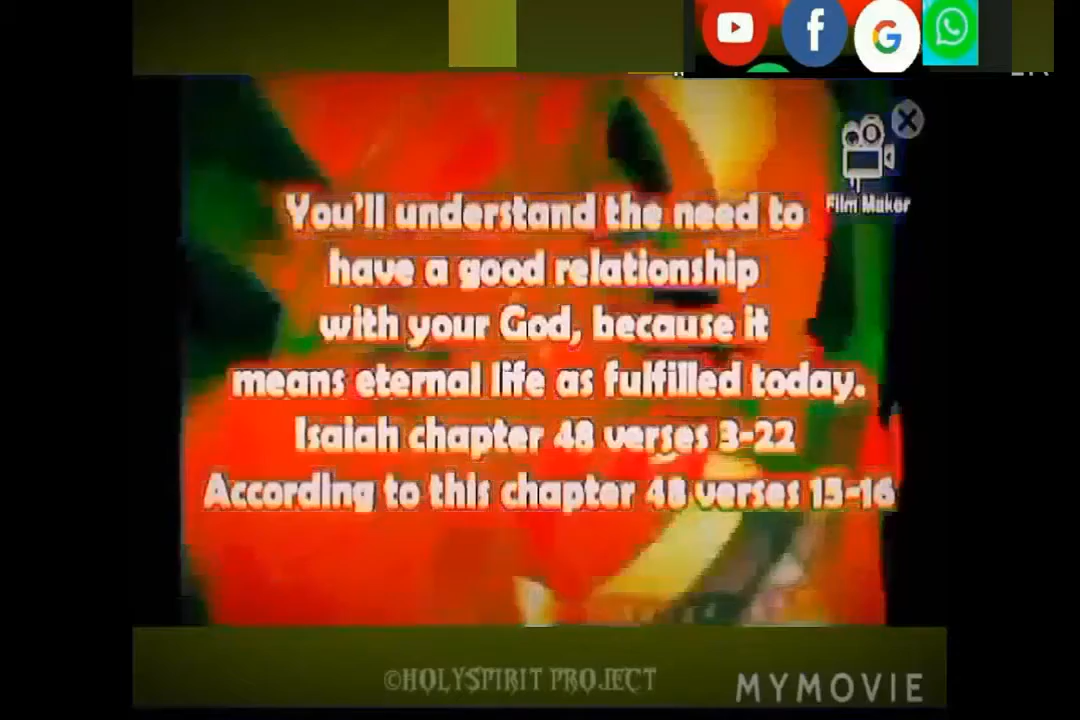 Film Maker
You'll understand the need to
have a good relationship
with your God, because it
means eternal life as fulfilled today.
Isaiah chapter 48 verses 3-22
According to this chapter 48 verses 15-16
©HOLYSPIRIT PROJECT
MYMOVIE